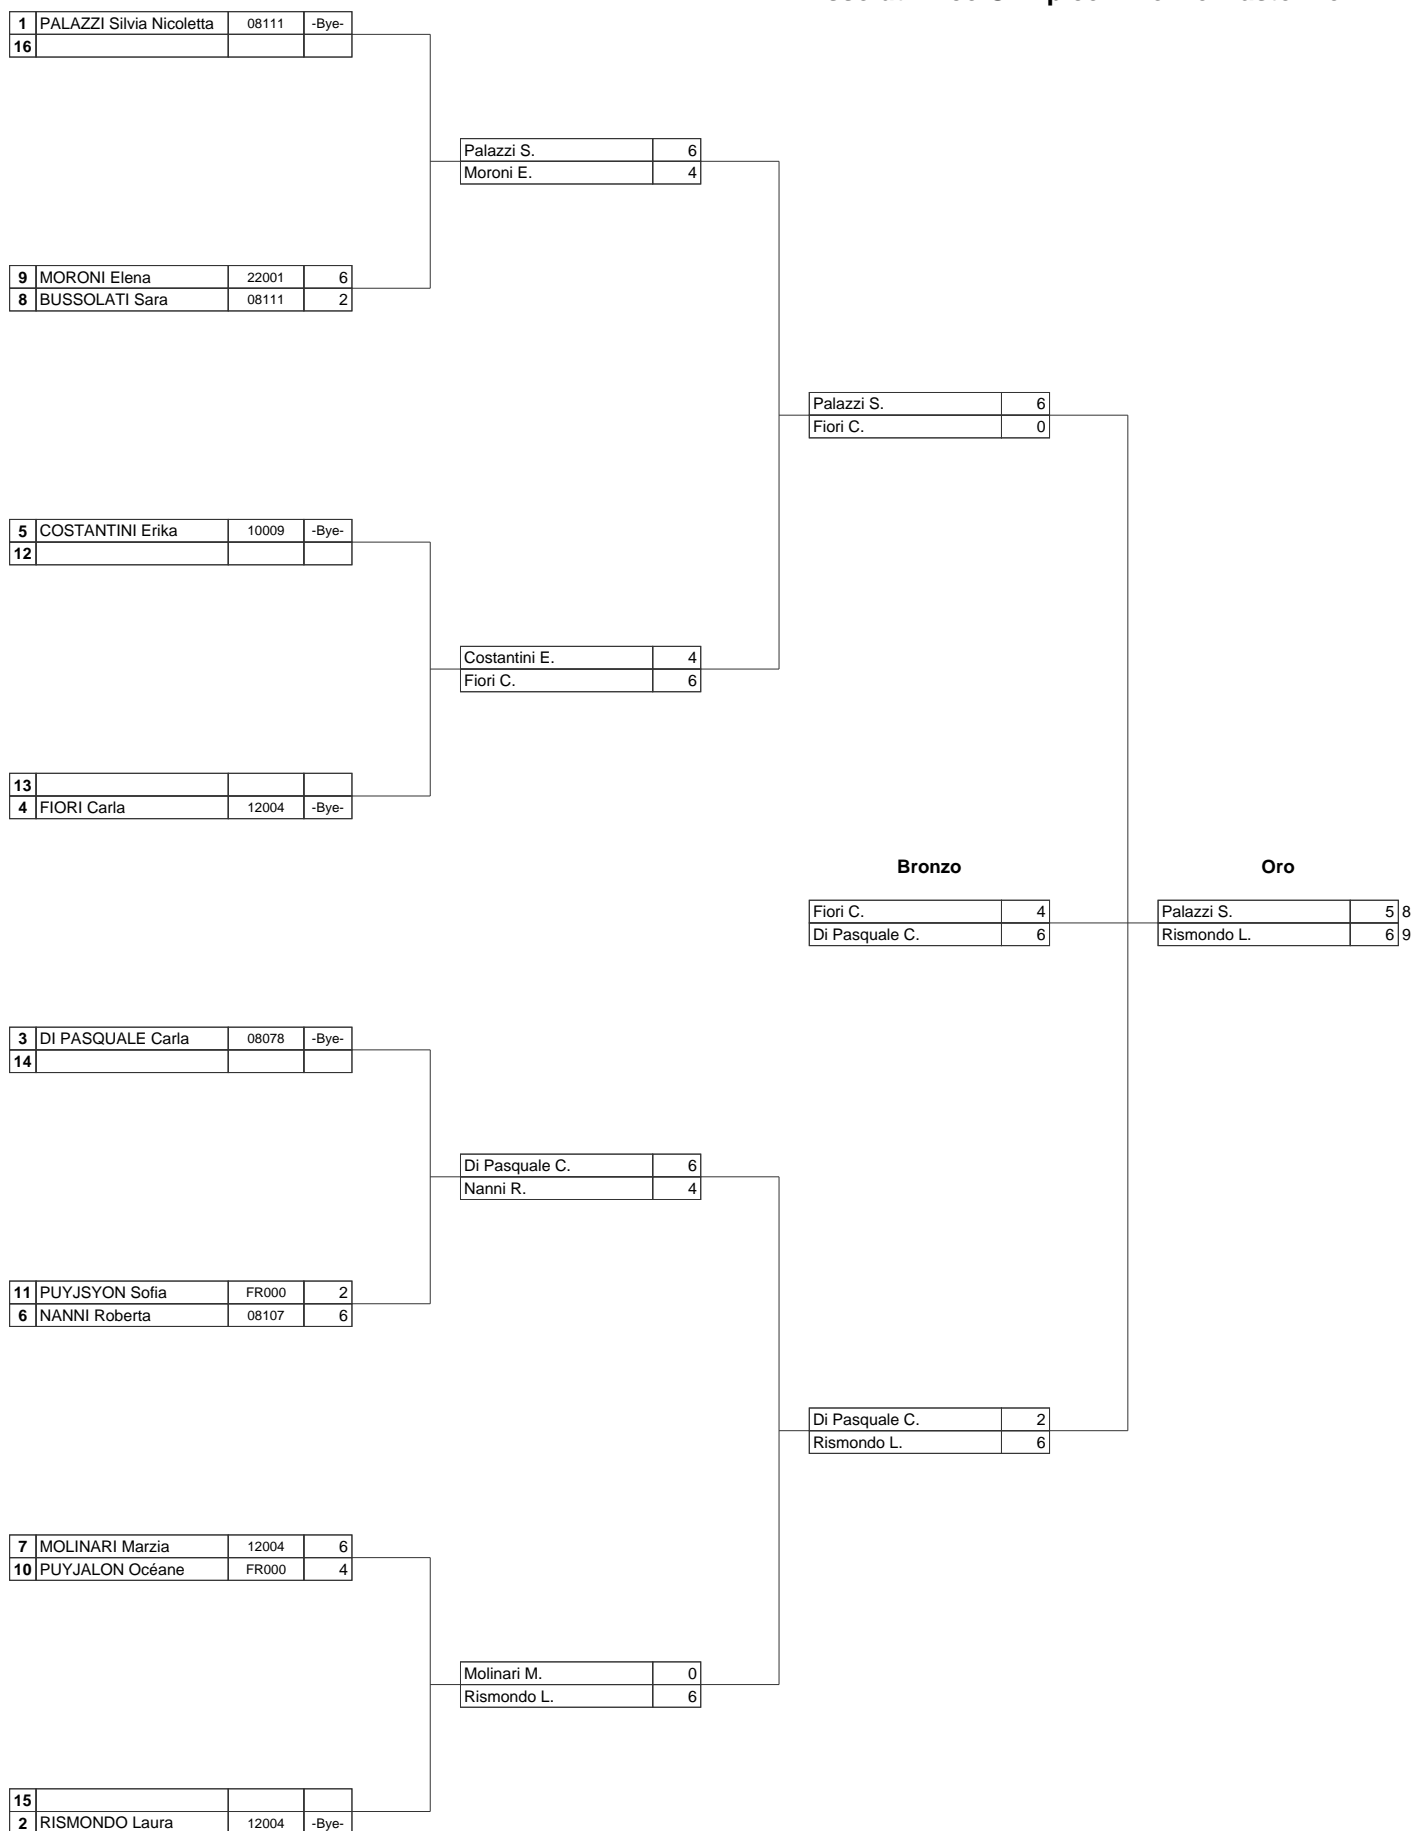 1 PALAZZI Silvia Nicoletta 08111 -Bye-
16
Palazzi S. 6
Moroni E. 4
9 MORONI Elena 22001 6
8 BUSSOLATI Sara 08111 2
Palazzi S. 6
Fiori C. 0
5 COSTANTINI Erika 10009 -Bye-
12
Costantini E. 4
Fiori C. 6
13
4 FIORI Carla 12004 -Bye-
Bronzo Oro
Fiori C. 4 Palazzi S. 5 8
Di Pasquale C. 6 Rismondo L. 6 9
3 DI PASQUALE Carla 08078 -Bye-
14
Di Pasquale C. 6
Nanni R. 4
11 PUYJSYON Sofia FR000 2
6 NANNI Roberta 08107 6
Di Pasquale C. 2
Rismondo L. 6
7 MOLINARI Marzia 12004 6
10 PUYJALON Océane FR000 4
Molinari M. 0
Rismondo L. 6
15
2 RISMONDO Laura 12004 -Bye-